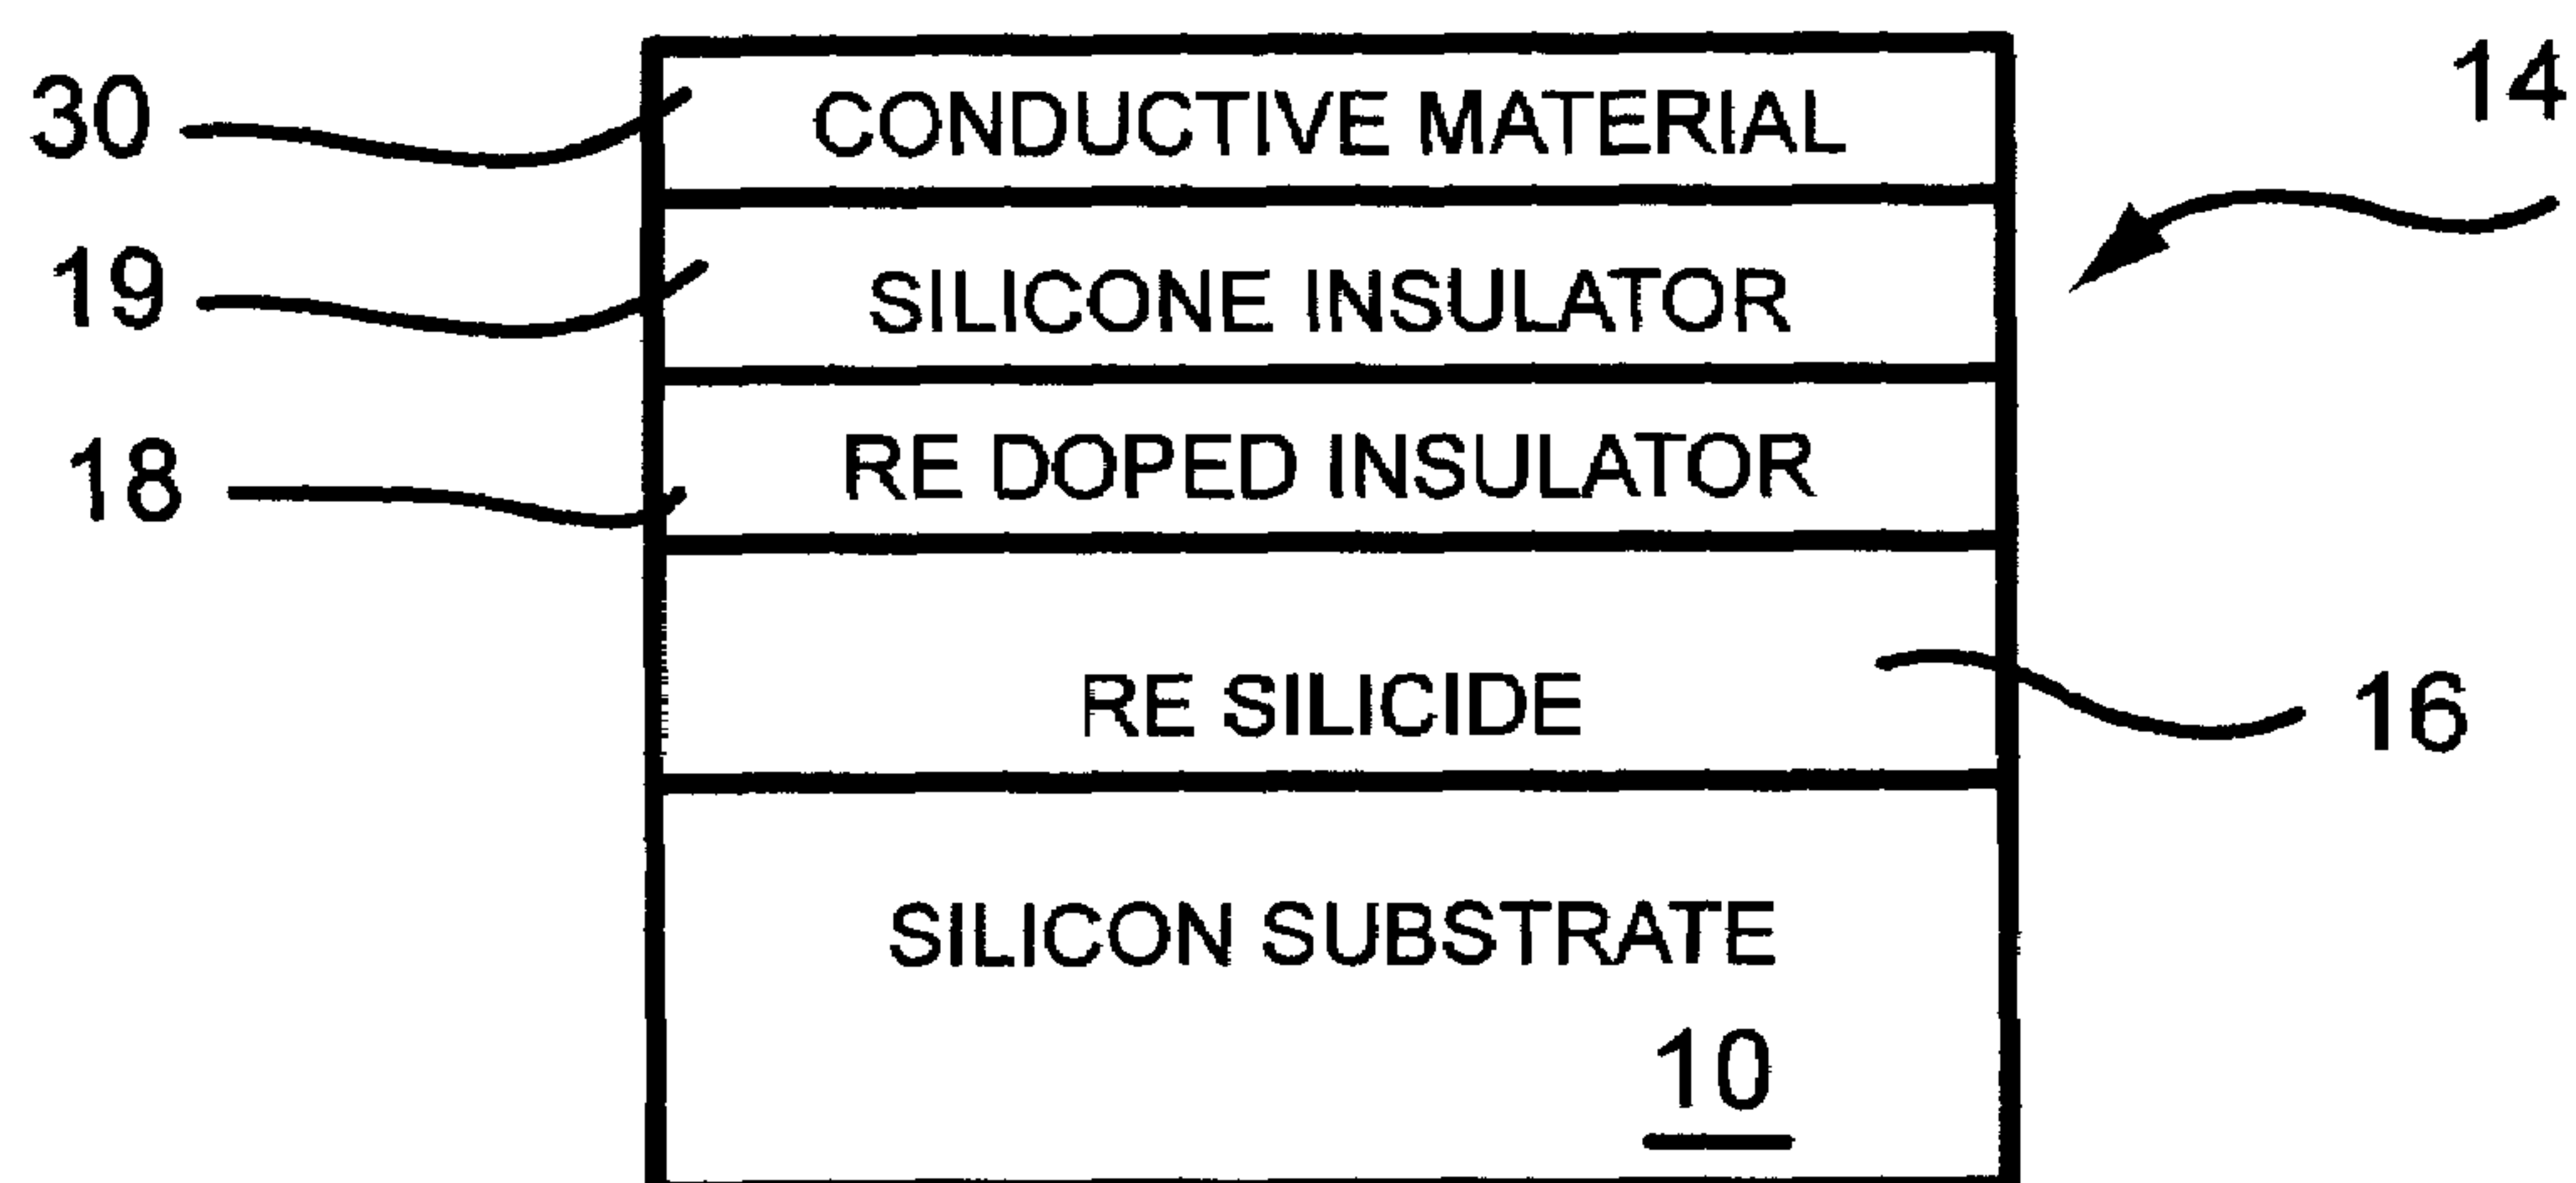 30
CONDUCTIVE MATERIAL
14
19
SILICONE INSULATOR
18
RE DOPED INSULATOR
RE SILICIDE
16
SILICON SUBSTRATE
10